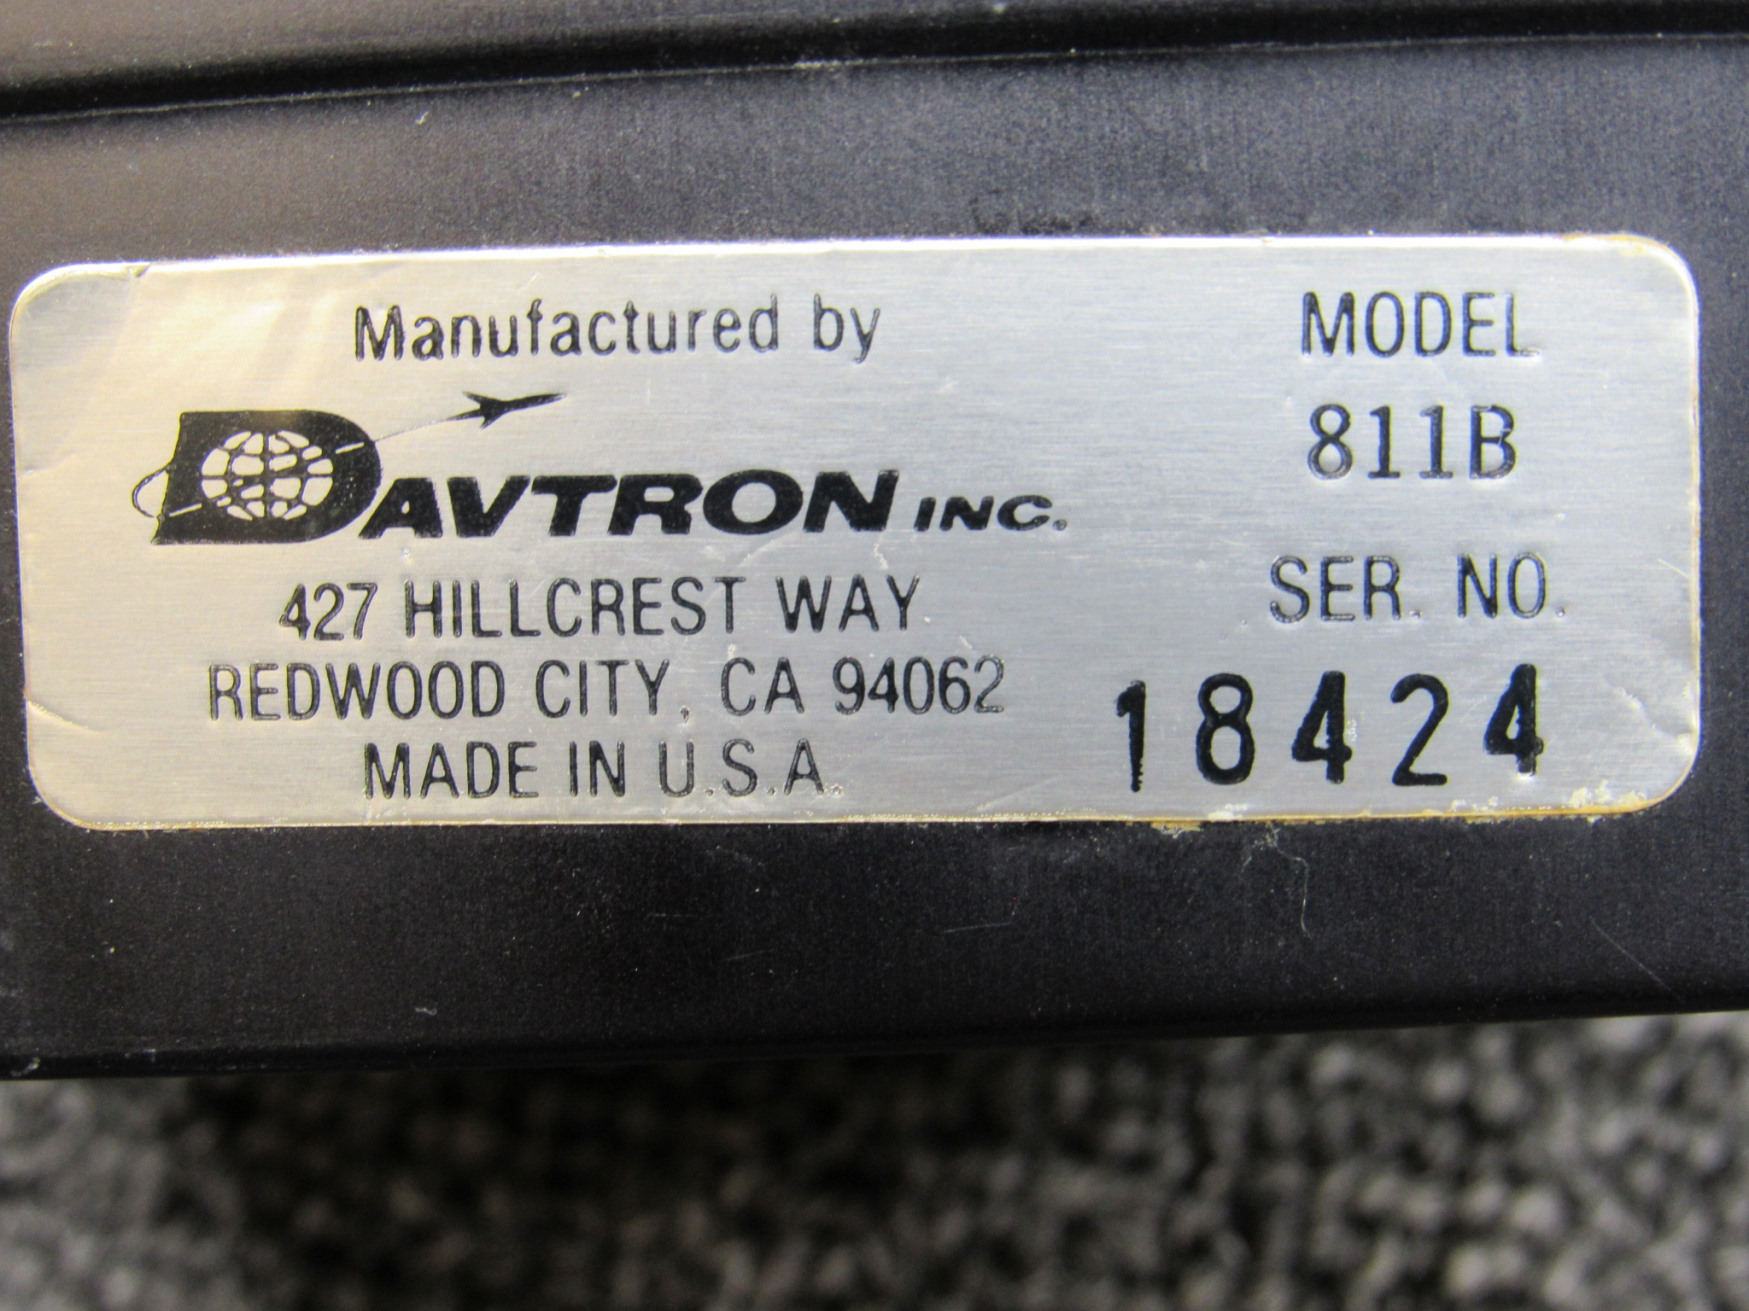 Manufactured by
DAVTRON INC.
427 HILLCREST WAY
REDWOOD CITY, CA 94062
MADE IN U.S.A.
MODEL
811B
SER. NO.
18424